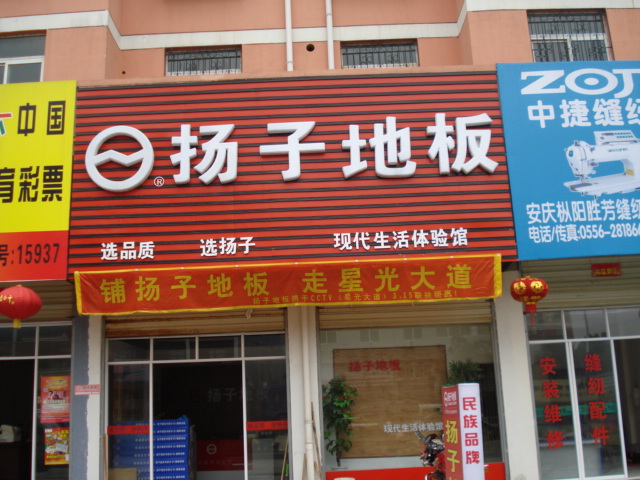 中国
育彩票
号:15937
® 扬子地板
选品质 选扬子 现代生活体验馆
铺扬子地板 走星光大道
ZOJ
中捷缝纫
安庆枞阳胜芳缝纫
电话/传真:0556-281866
扬子地板
现代生活体验馆
民族品牌
扬子
安装维修
缝纫配件